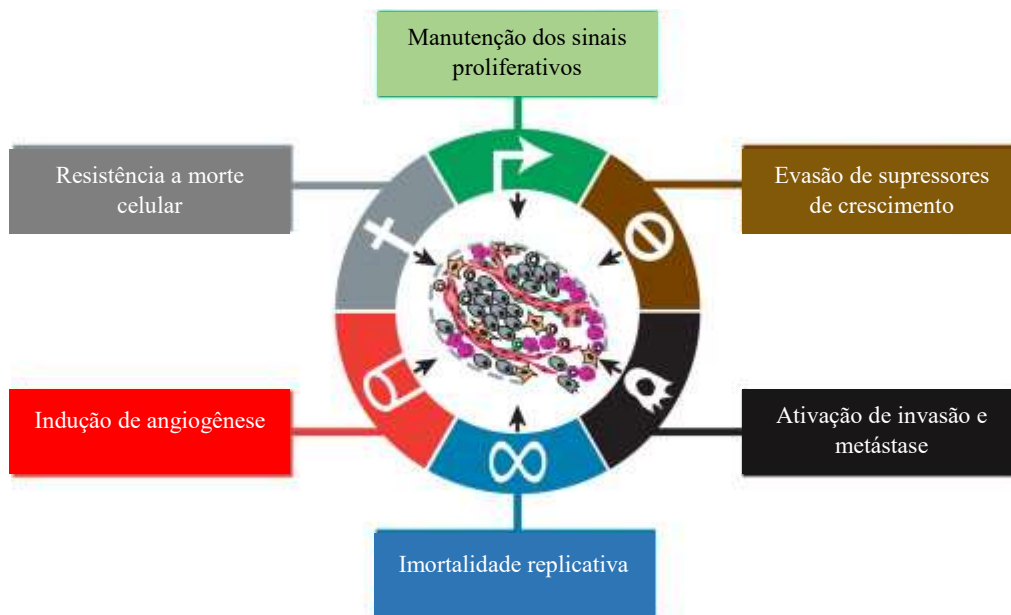 Manutenção dos sinais
proliferativos
Resistência a morte
celular
Evasão de supressores
de crescimento
Indução de angiogênese
Ativação de invasão e
metástase
Imortalidade replicativa